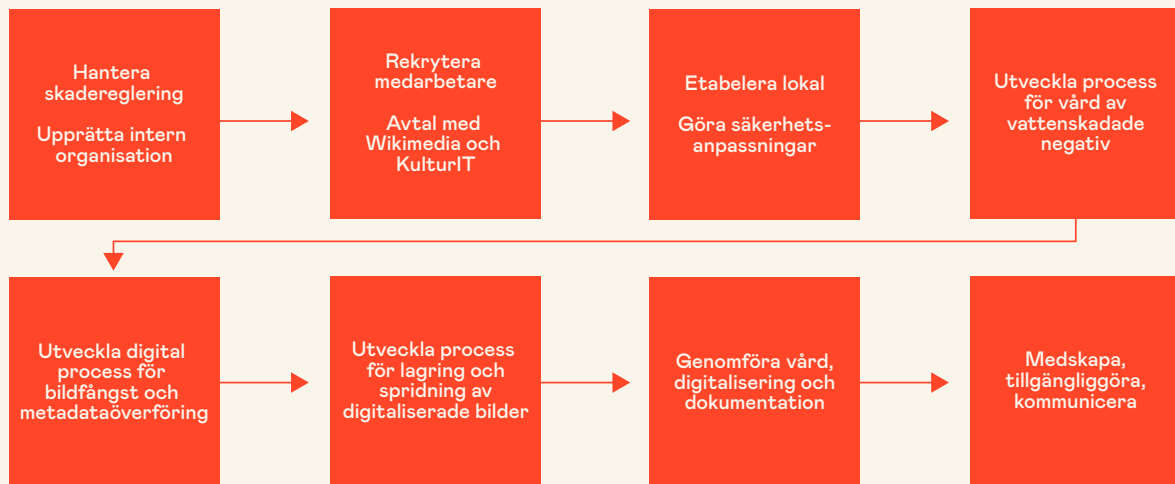 Hantera
skadereglering
Upprätta intern
organisation
Rekrytera
medarbetare
Avtal med
Wikimedia och
KulturIT
Etabelera lokal
Göra säkerhets-
anpassningar
Utveckla process
för vård av
vattenskadade
negativ
Utveckla digital
process för
bildfångst och
metadataöverföring
Utveckla process
för lagring och
spridning av
digitaliserade bilder
Genomföra vård,
digitalisering och
dokumentation
Medskapa,
tillgängliggöra,
kommunicera